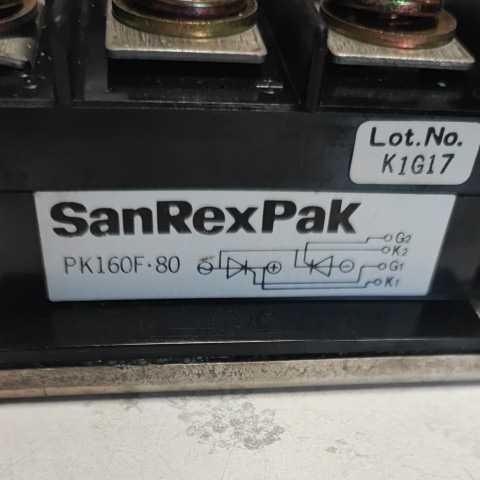 Lot.No.
K1G17
SanRexPak
PK160F·80
G2
K2
G1
K1